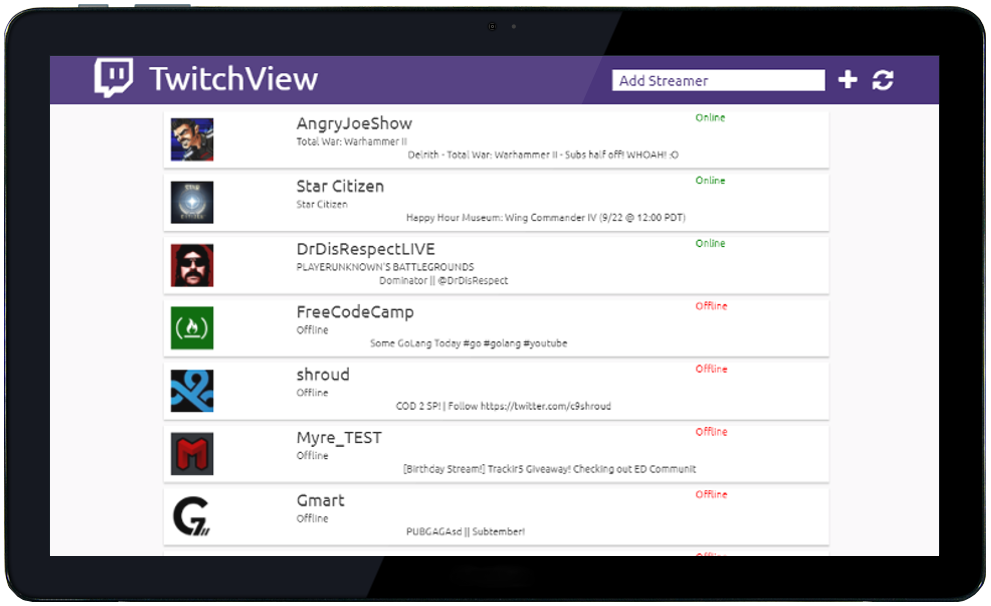 TwitchView
Add Streamer
AngryJoeShow
Online
Total War: Warhammer II
Delrith - Total War: Warhammer II - Subs half off! WHOAH! :O
Star Citizen
Online
Star Citizen
Happy Hour Museum: Wing Commander IV (9/22 @ 12:00 PDT)
DrDisRespectLIVE
Online
PLAYERUNKNOWN'S BATTLEGROUNDS
Dominator || @DrDisRespect
FreeCodeCamp
Offline
Offline
Some GoLang Today #go #golang #youtube
shroud
Offline
Offline
COD 2 SP! | Follow https://twitter.com/c9shroud
Myre_TEST
Offline
Offline
[Birthday Stream!] TrackIr5 Giveaway! Checking out ED Communit
Gmart
Offline
Offline
PUBGAGAsd || Subtember!